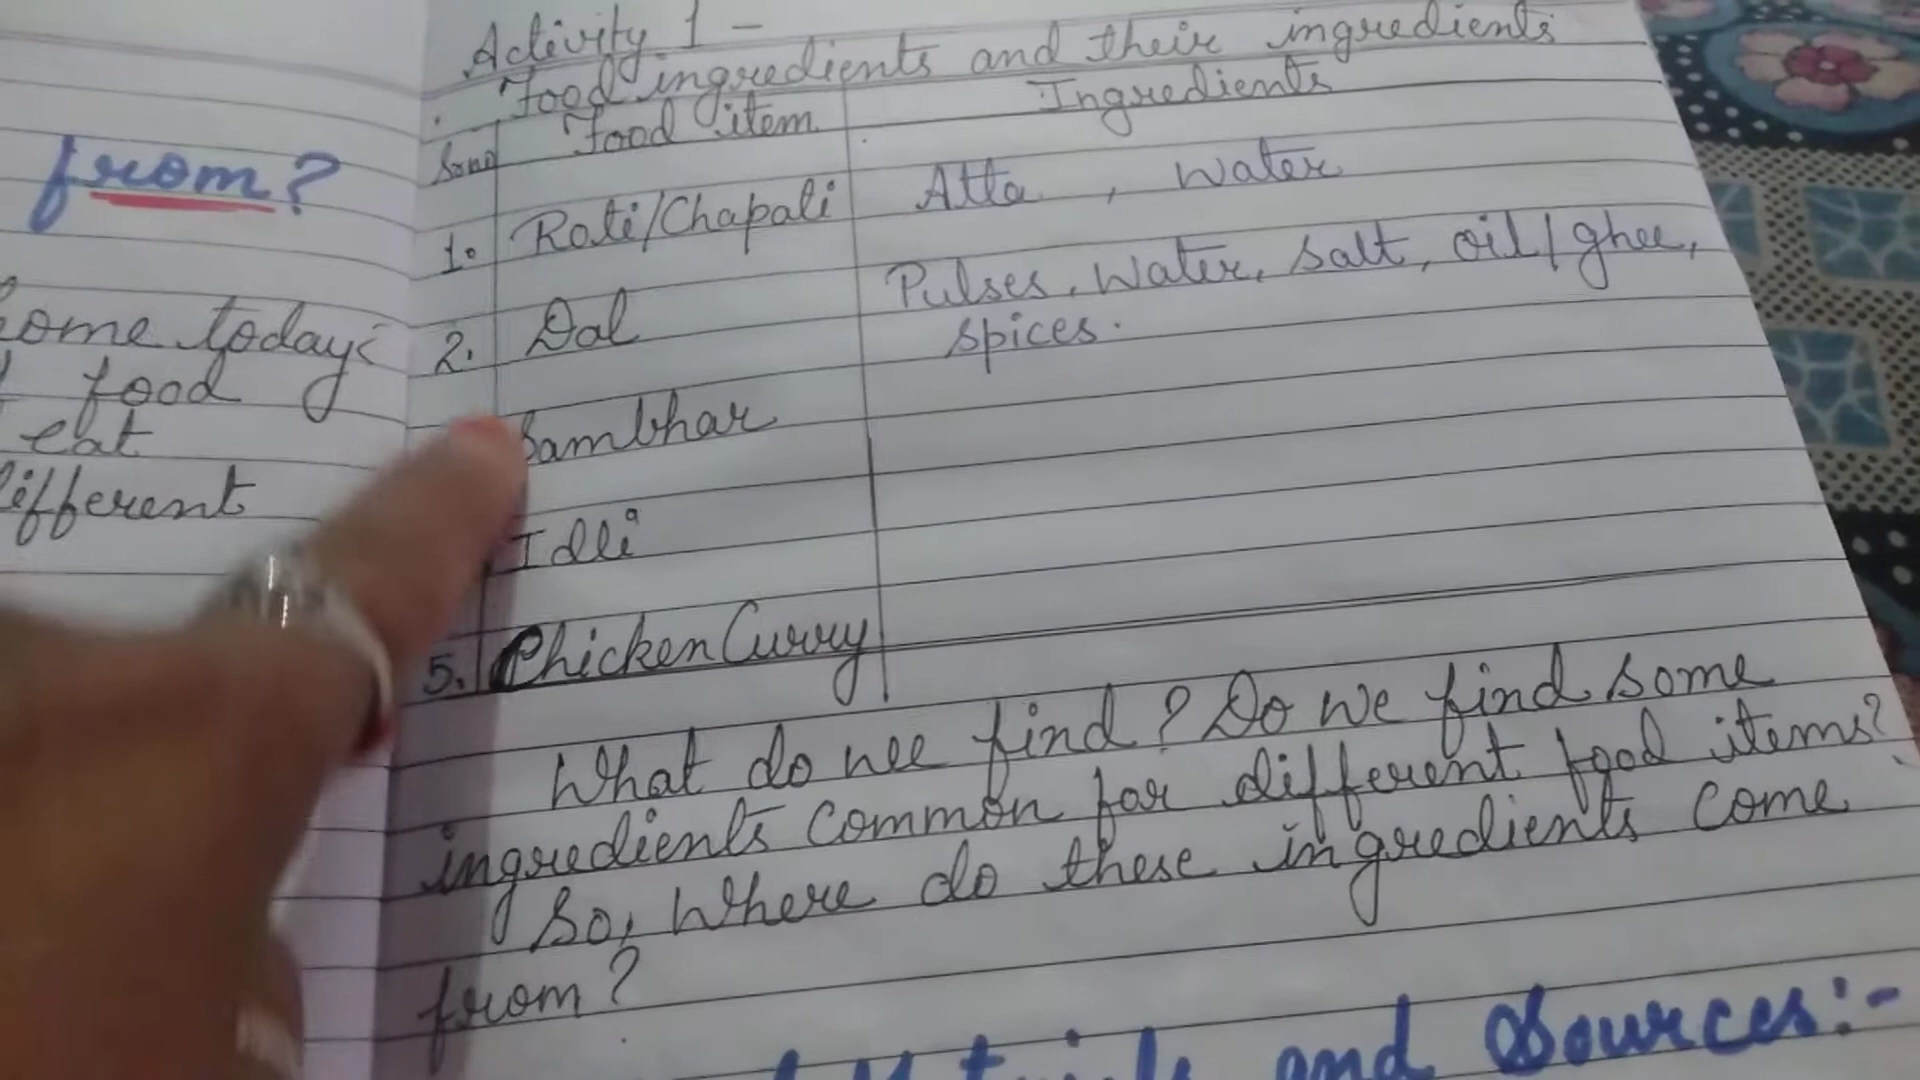 from?
home today?
food
eat
different
Activity 1 -
Food ingredients and their ingredients
S.no Food item Ingredients
1. Roti/Chapati Atta , Water
2. Dal Pulses, Water, salt, oil/ghee,
spices.
Sambhar
Idli
5. Chicken Curry
What do we find? Do we find some
ingredients common for different food items?
So, Where do these ingredients come
from?
and Sources:-